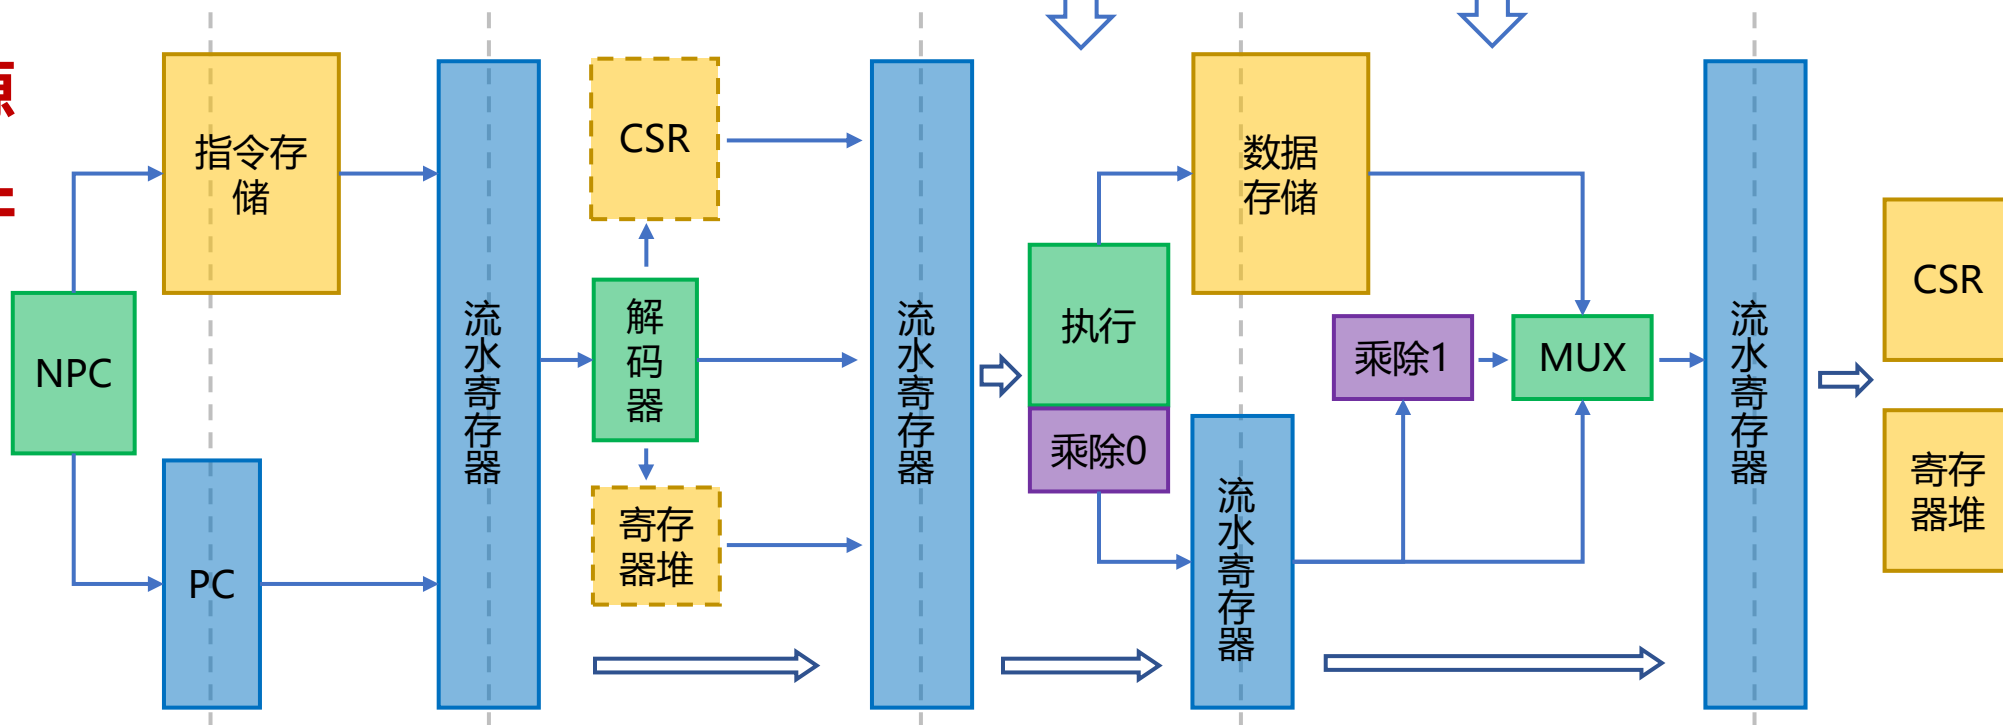 NPC
指令存
储
PC
流水寄存器
CSR
解
码
器
寄存
器堆
流水寄存器
执行
乘除0
数据
存储
流水寄存器
乘除1
MUX
流水寄存器
CSR
寄存
器堆